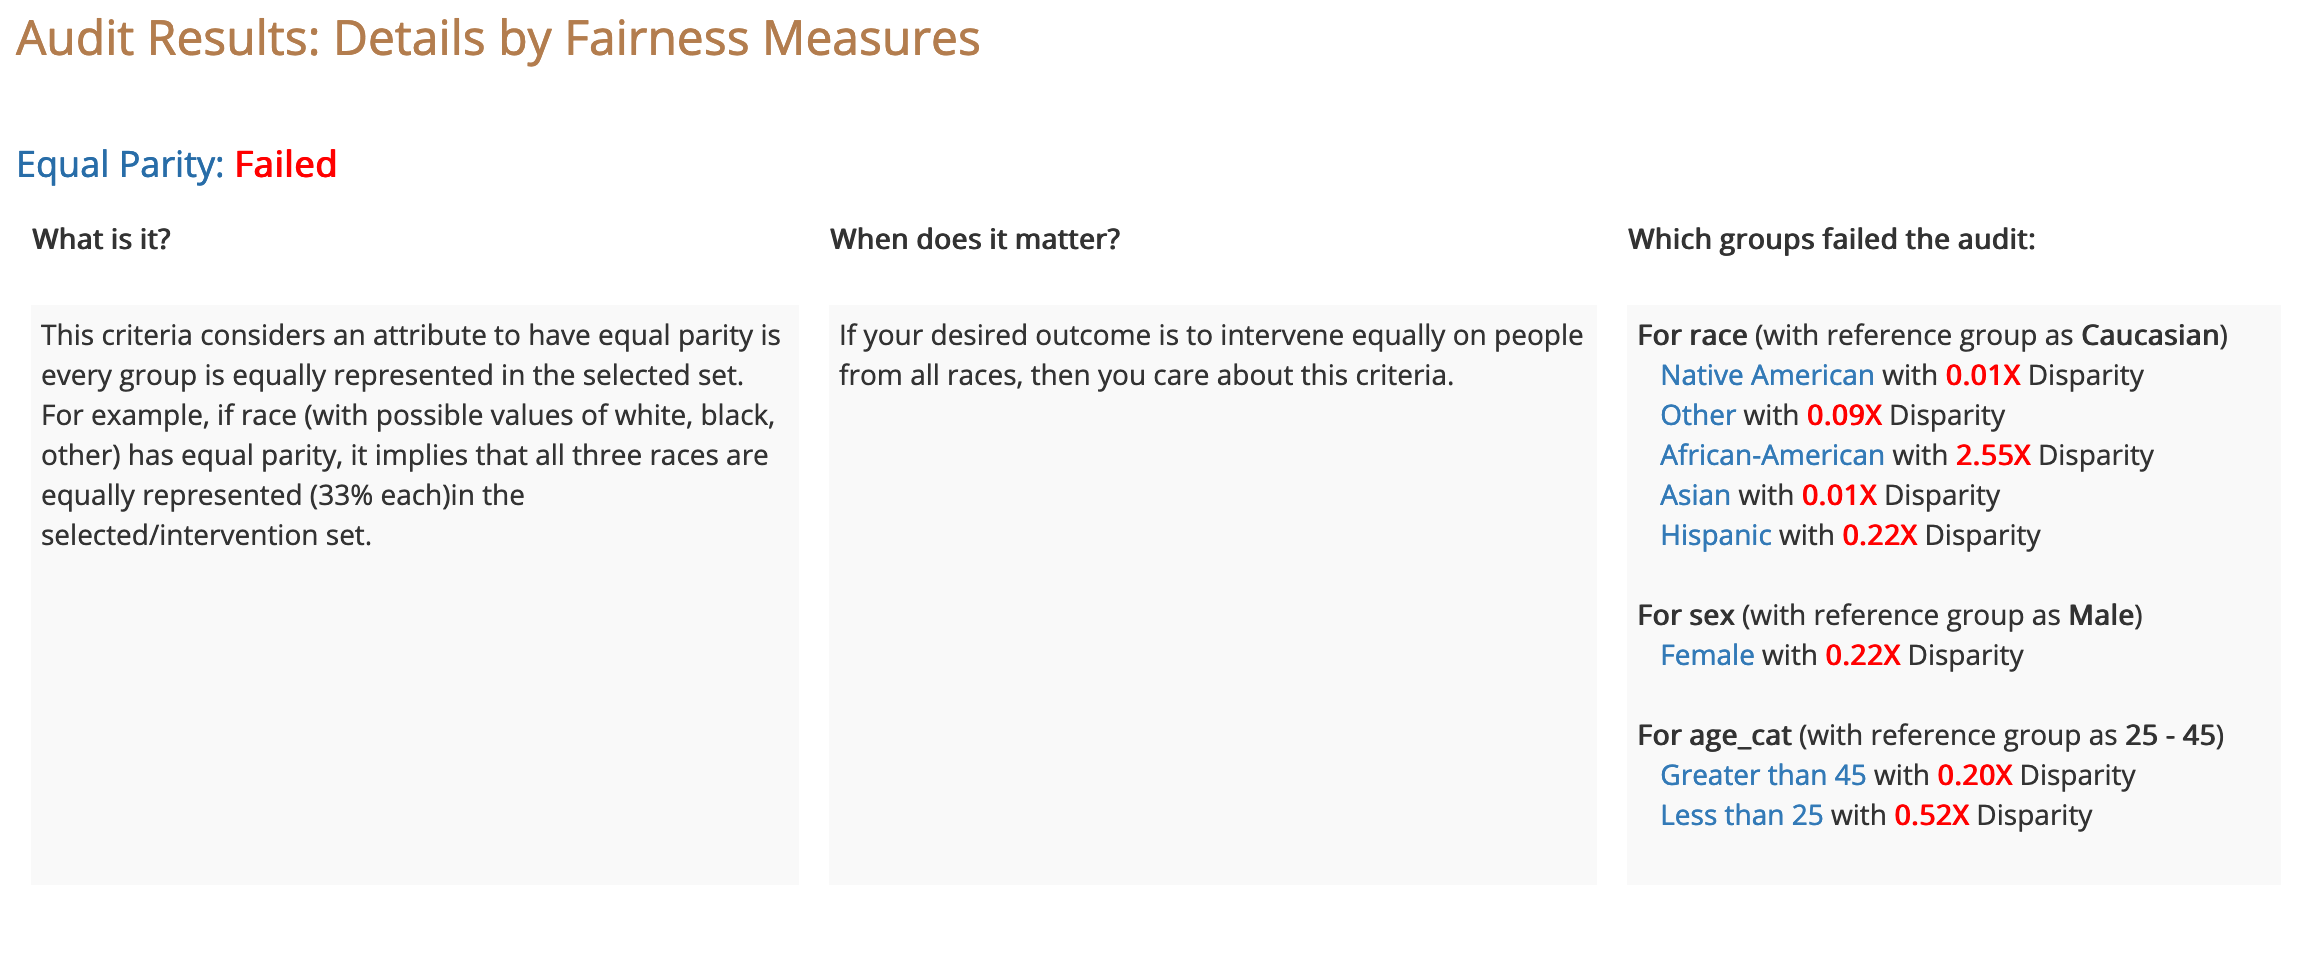 Audit Results: Details by Fairness Measures
Equal Parity: Failed
What is it?
This criteria considers an attribute to have equal parity is
every group is equally represented in the selected set.
For example, if race (with possible values of white, black,
other) has equal parity, it implies that all three races are
equally represented (33% each)in the
selected/intervention set.
When does it matter?
If your desired outcome is to intervene equally on people
from all races, then you care about this criteria.
Which groups failed the audit:
For race (with reference group as Caucasian)
Native American with 0.01X Disparity
Other with 0.09X Disparity
African-American with 2.55X Disparity
Asian with 0.01X Disparity
Hispanic with 0.22X Disparity
For sex (with reference group as Male)
Female with 0.22X Disparity
For age_cat (with reference group as 25 - 45)
Greater than 45 with 0.20X Disparity
Less than 25 with 0.52X Disparity